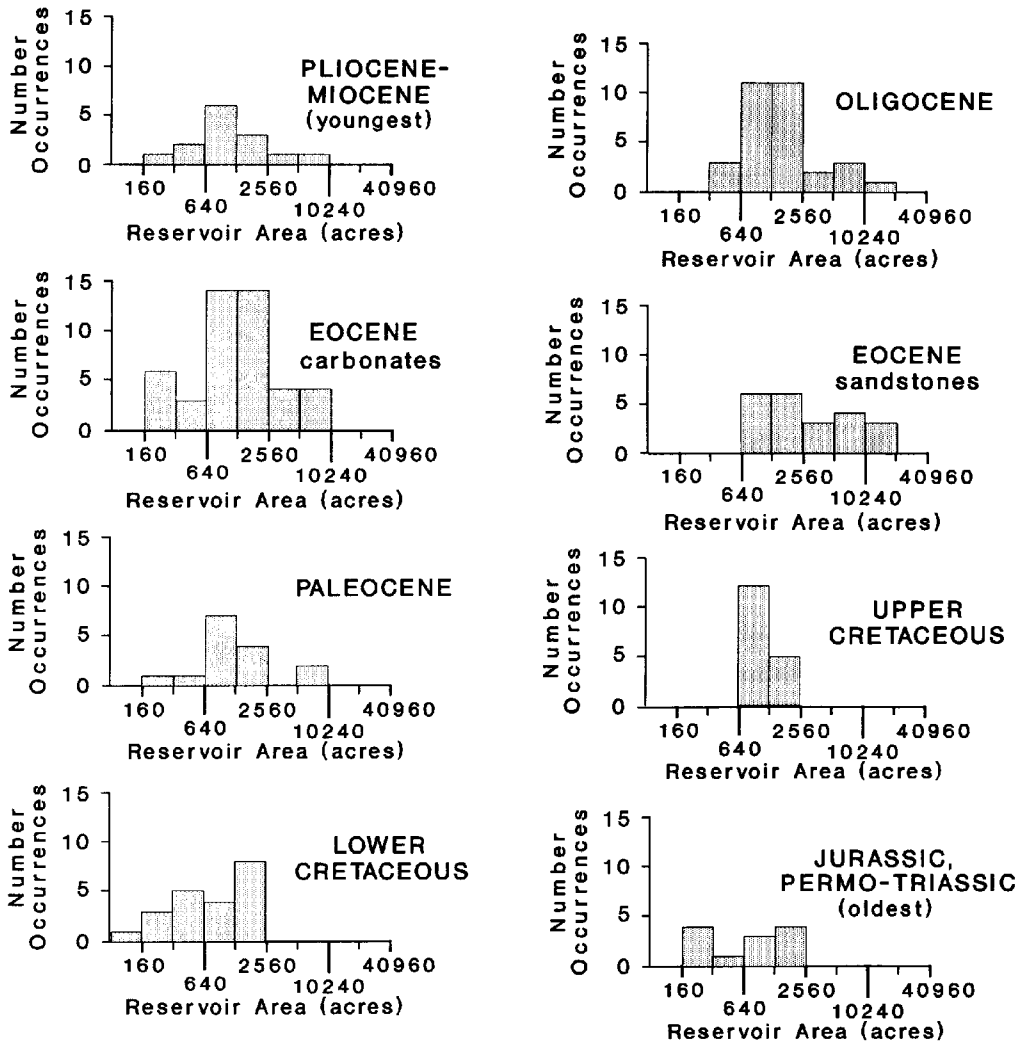 Number
Occurrences
15
10
5
0
PLIOCENE-
MIOCENE
(youngest)
160
2560
40960
640
10240
Reservoir Area (acres)
Number
Occurrences
15
10
5
0
OLIGOCENE
160
2560
40960
640
10240
Reservoir Area (acres)
Number
Occurrences
15
10
5
0
EOCENE
carbonates
160
2560
40960
640
10240
Reservoir Area (acres)
Number
Occurrences
15
10
5
0
EOCENE
sandstones
160
2560
40960
640
10240
Reservoir Area (acres)
Number
Occurrences
15
10
5
0
PALEOCENE
160
2560
40960
640
10240
Reservoir Area (acres)
Number
Occurrences
15
10
5
0
UPPER
CRETACEOUS
160
2560
40960
640
10240
Reservoir Area (acres)
Number
Occurrences
15
10
5
0
LOWER
CRETACEOUS
160
2560
40960
640
10240
Reservoir Area (acres)
Number
Occurrences
15
10
5
0
JURASSIC,
PERMO-TRIASSIC
(oldest)
160
2560
40960
640
10240
Reservoir Area (acres)